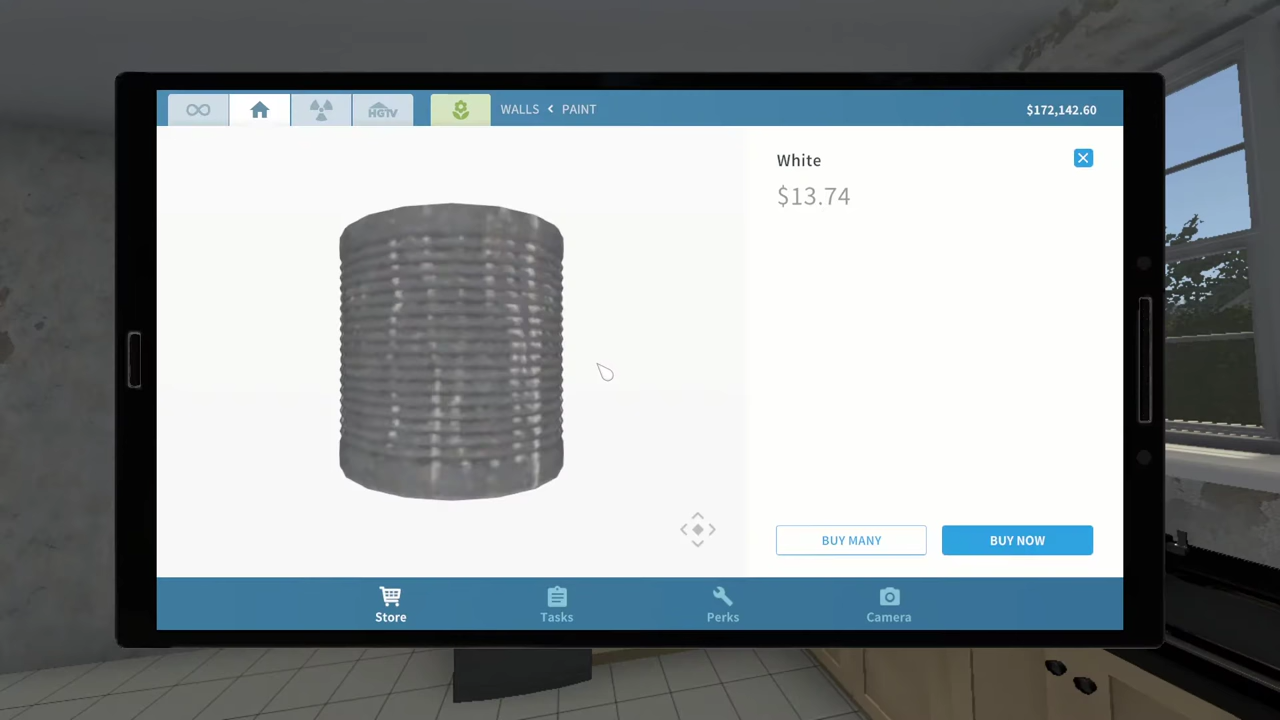 HGTV
WALLS < PAINT
$172,142.60
White
$13.74
BUY MANY
BUY NOW
Store
Tasks
Perks
Camera